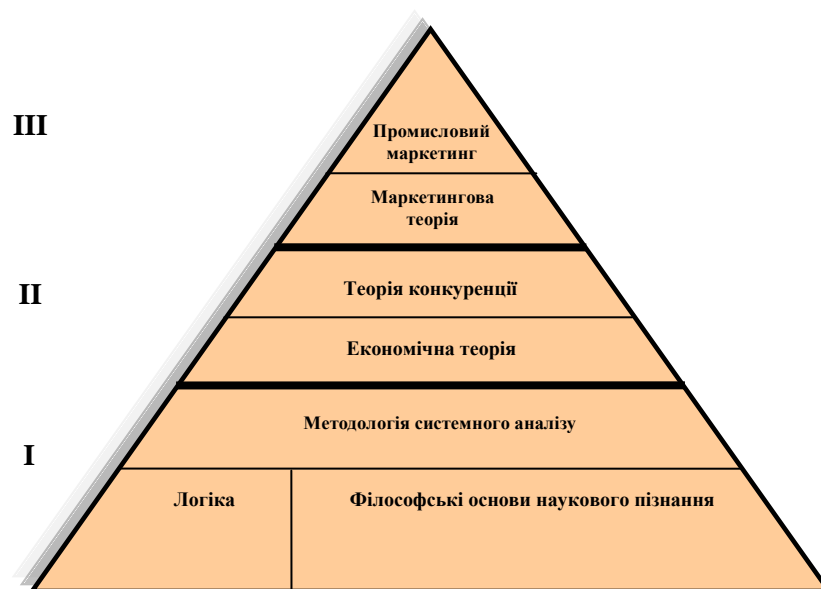 III
Промисловий
маркетинг
Маркетингова
теорія
II
Теорія конкуренції
Економічна теорія
Методологія системного аналізу
I
Логіка
Філософські основи наукового пізнання